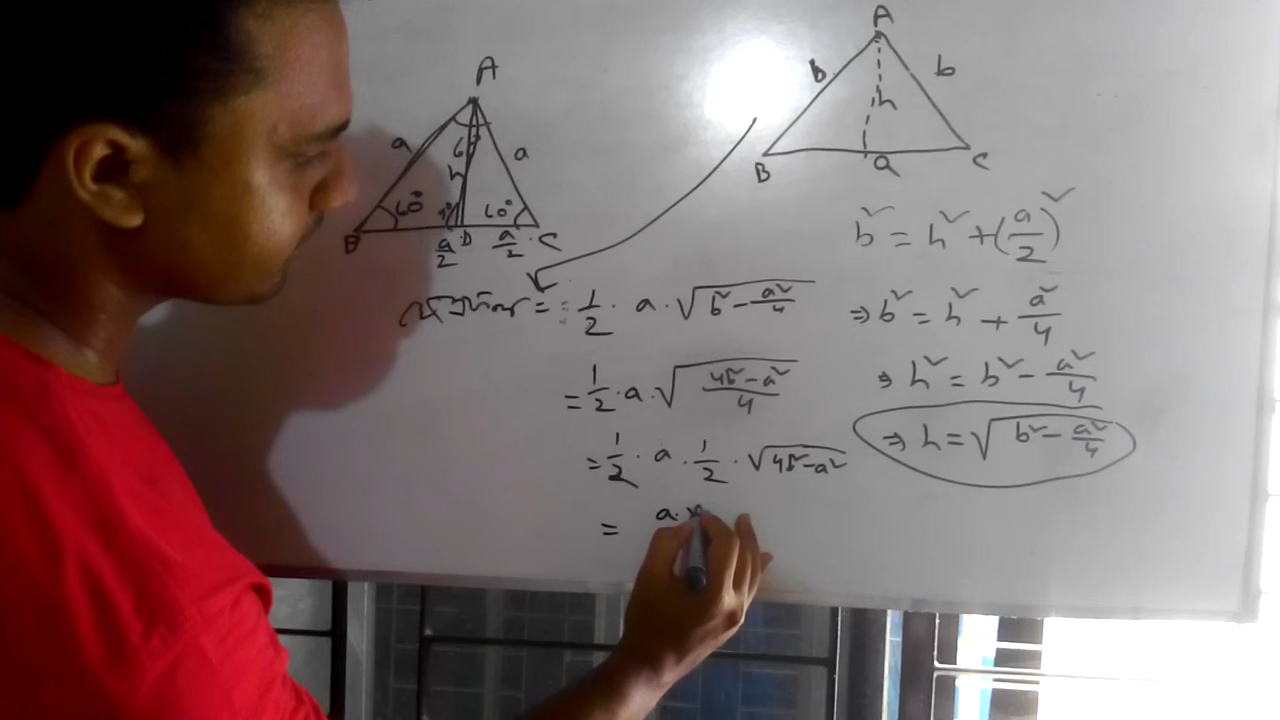 A
a
6
h
a
60°
60°
B
a/2
D
a/2
C
A
b
b
h
B
a
C
b² = h² + (a/2)²
⇒ b² = h² + a²/4
⇒ h² = b² - a²/4
⇒ h = √(b² - a²/4)
= 1/2 · a · √(b² - a²/4)
= 1/2 · a · √((4b² - a²)/4)
= 1/2 · a · 1/2 · √(4b² - a²)
= a ·